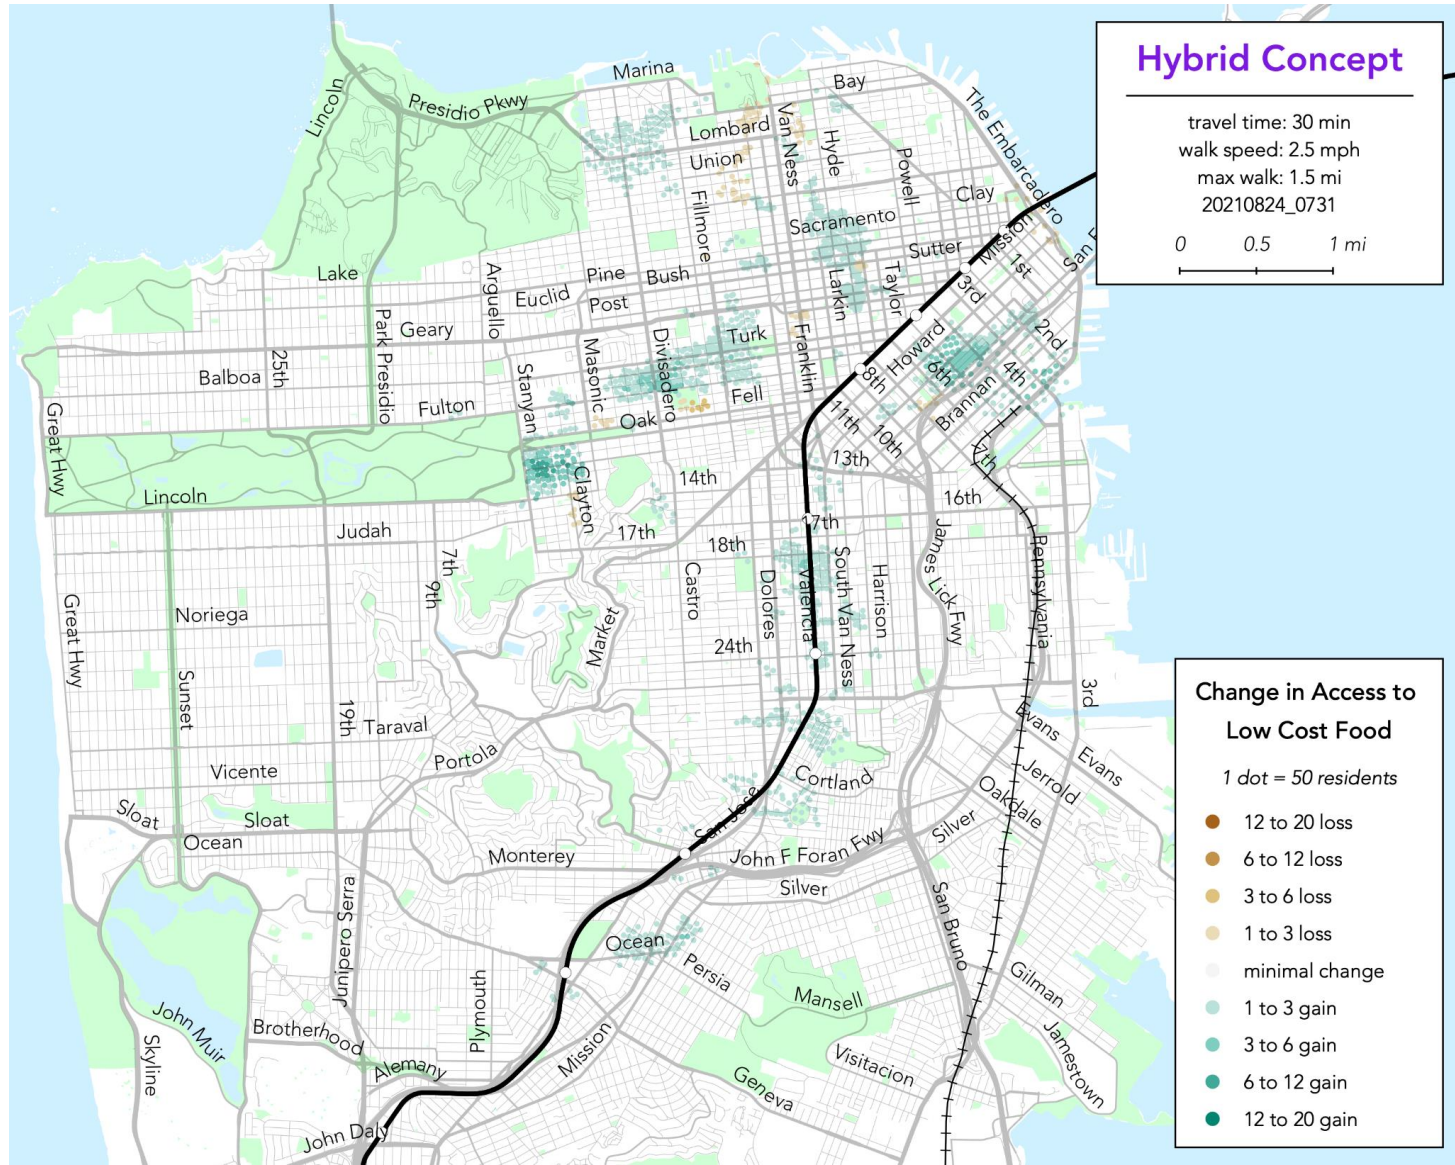 Hybrid Concept
travel time: 30 min
walk speed: 2.5 mph
max walk: 1.5 mi
20210824_0731
0 0.5 1 mi
Marina
Bay
Presidio Pkwy
Lincoln
Lombard
Van Ness
Hyde
The Embarcadero
Union
Powell
Clay
Fillmore
Sacramento
Sutter
Mission
San F
1st
Lake
Arguello
Pine
Bush
Larkin
Taylor
3rd
Euclid
Post
Geary
Park Presidio
Divisadero
Turk
Franklin
Howard
2nd
25th
Balboa
Stanyan
Masonic
8th
6th
4th
Great Hwy
Fulton
Oak
Fell
11th
10th
Brannan
7th
13th
Lincoln
Clayton
14th
16th
Judah
17th
17th
18th
7th
9th
Castro
Dolores
Valencia
South Van Ness
Harrison
James Lick Fwy
Pennsylvania
Great Hwy
Noriega
Market
24th
Sunset
19th
Taraval
3rd
Evans
Vicente
Portola
Cortland
Evans
Jerrold
Oakdale
Sloat
Sloat
Ocean
San Jose
Silver
Monterey
John F Foran Fwy
Silver
Junipero Serra
San Bruno
Ocean
Persia
Plymouth
Mansell
Gilman
John Muir
Brotherhood
Mission
Skyline
Alemany
Visitacion
Jamestown
Geneva
John Daly
Change in Access to
Low Cost Food
1 dot = 50 residents
12 to 20 loss
6 to 12 loss
3 to 6 loss
1 to 3 loss
minimal change
1 to 3 gain
3 to 6 gain
6 to 12 gain
12 to 20 gain